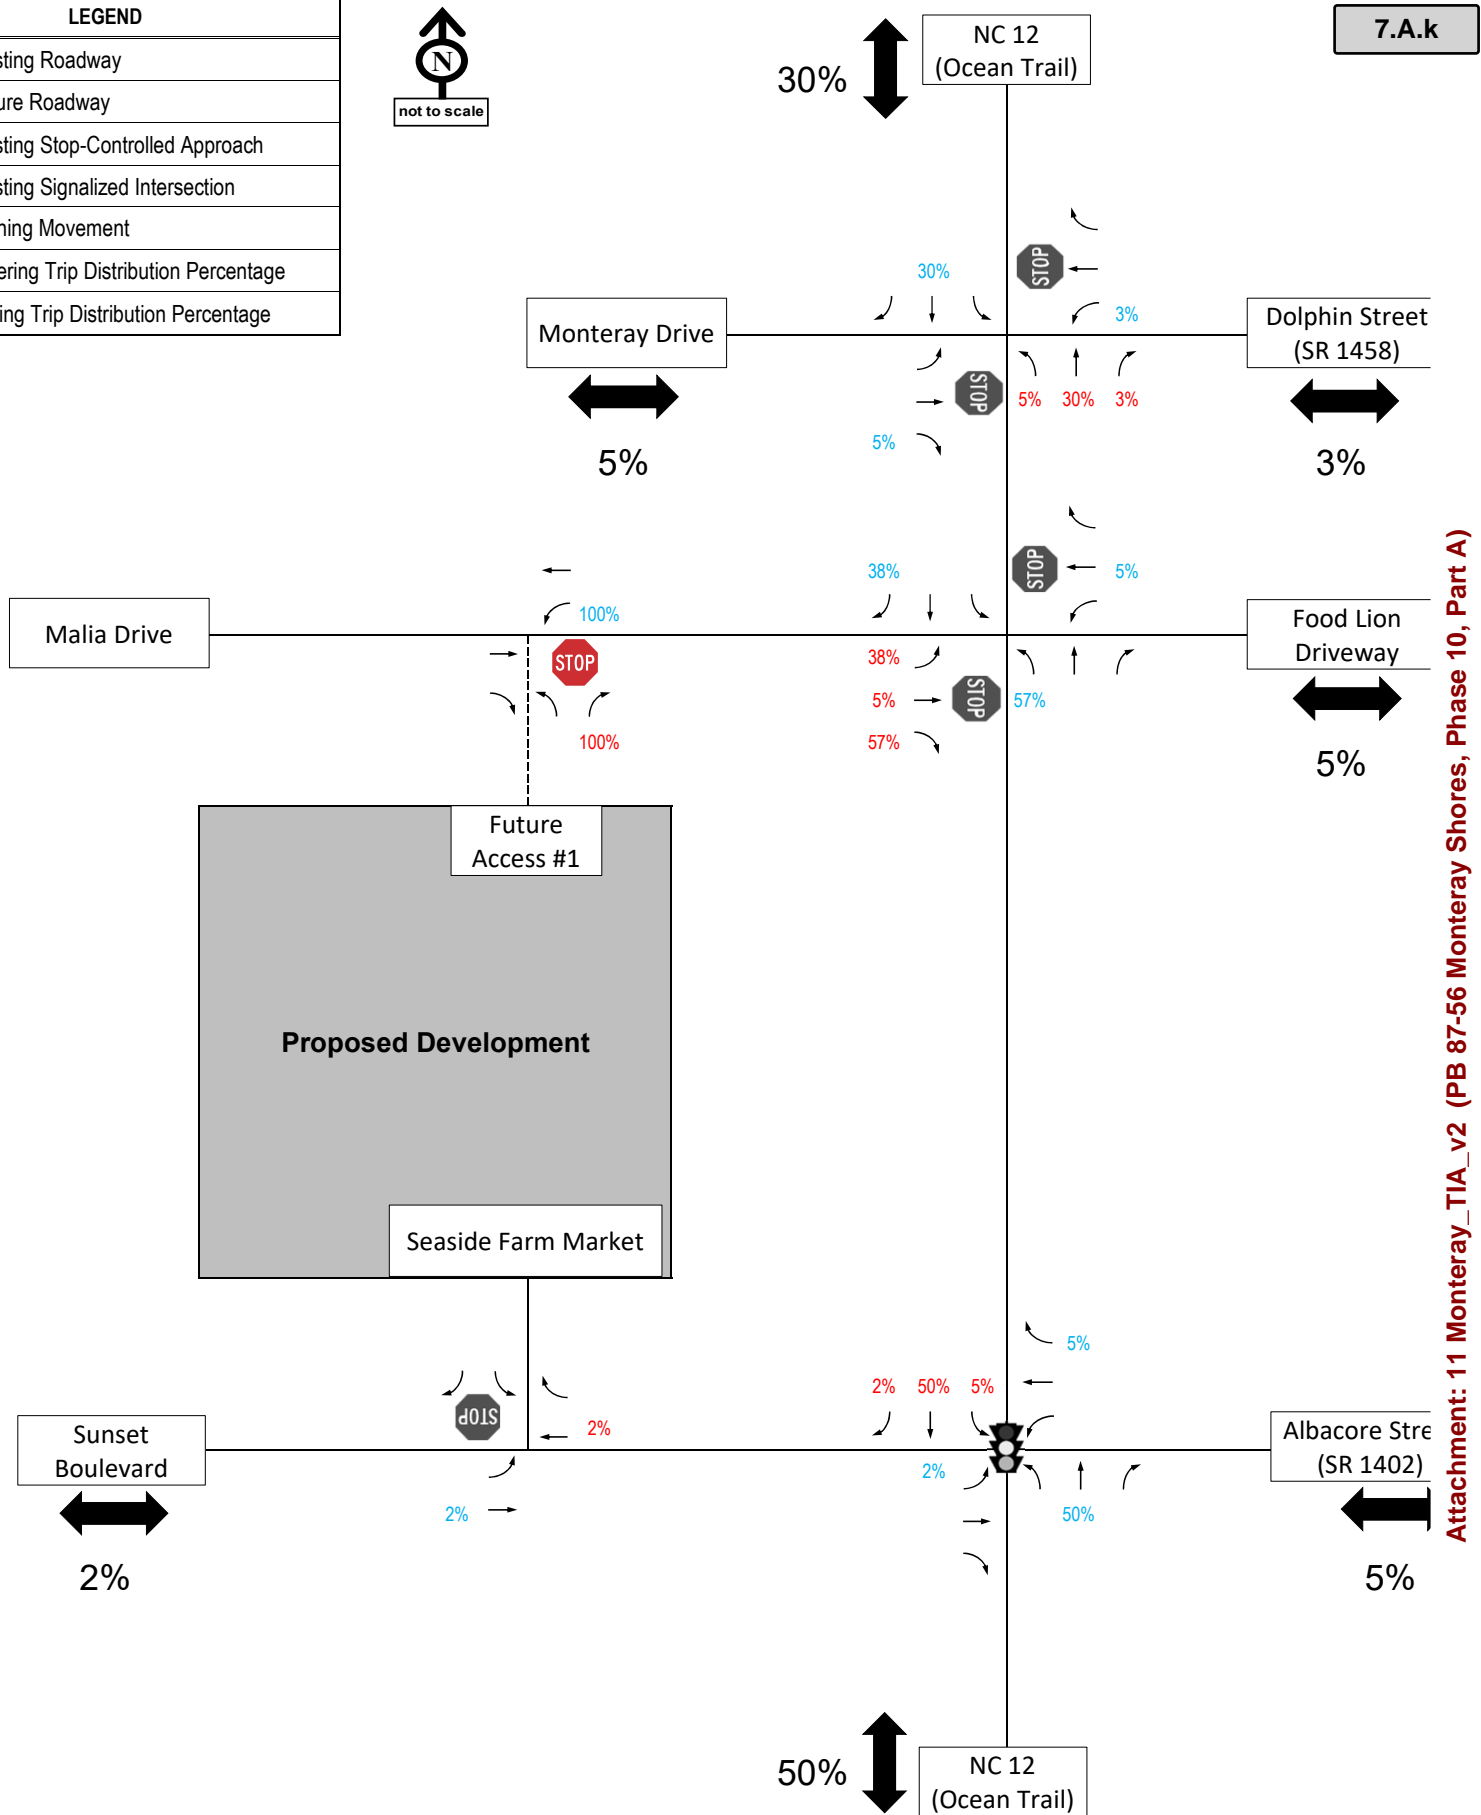 LEGEND
sting Roadway
ure Roadway
sting Stop-Controlled Approach
sting Signalized Intersection
ning Movement
ering Trip Distribution Percentage
ing Trip Distribution Percentage
N
not to scale
30%
NC 12
(Ocean Trail)
7.A.k
30%
STOP
3%
Monteray Drive
Dolphin Street
(SR 1458)
STOP
5% 30% 3%
5%
5%
3%
STOP
38%
5%
100%
Malia Drive
Food Lion
Driveway
STOP
38%
5%
STOP
57%
57%
100%
5%
Future
Access #1
Proposed Development
Seaside Farm Market
5%
2% 50% 5%
STOP
2%
Sunset
Boulevard
Albacore Stre
(SR 1402)
2%
2%
50%
2%
5%
50%
NC 12
(Ocean Trail)
Attachment: 11 Monteray_TIA_v2 (PB 87-56 Monteray Shores, Phase 10, Part A)